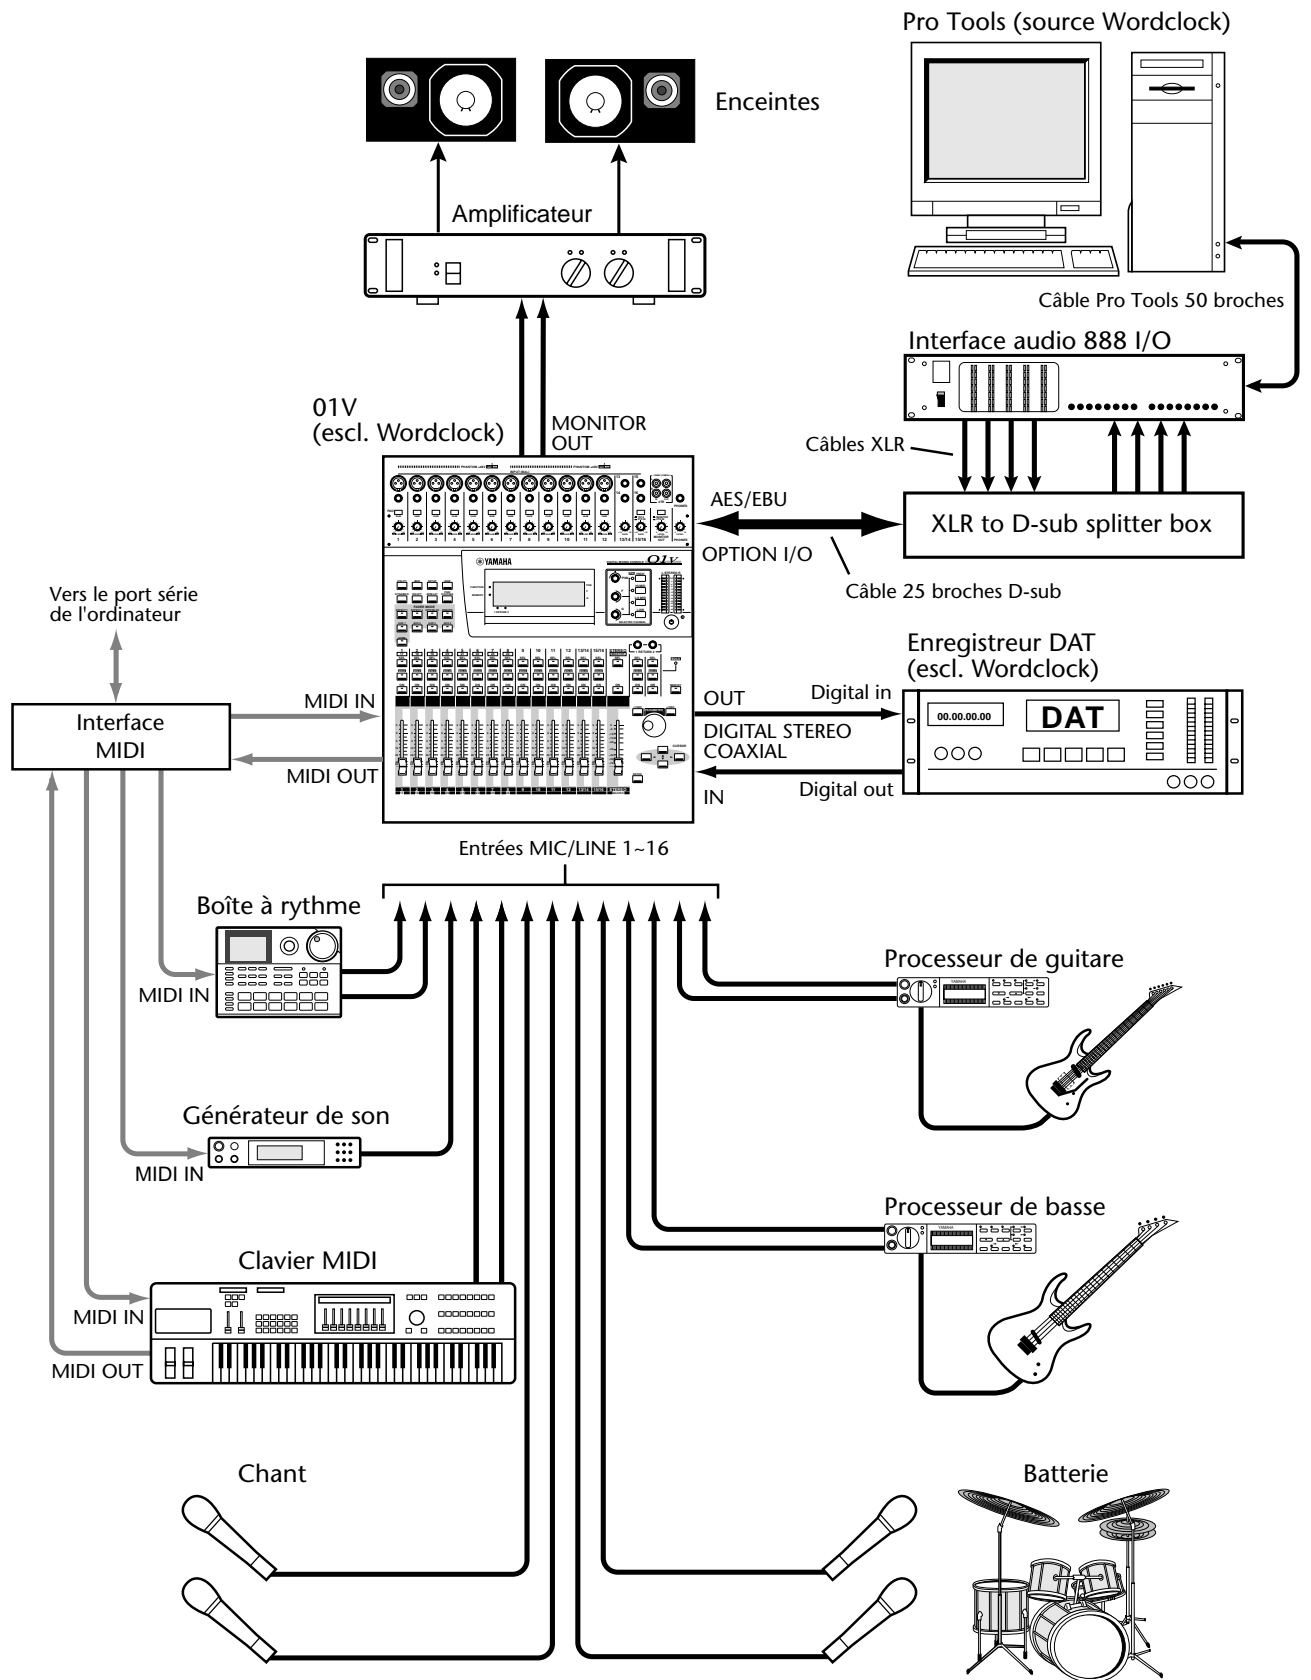 Pro Tools (source Wordclock)
Enceintes
Amplificateur
Câble Pro Tools 50 broches
Interface audio 888 I/O
01V
(escl. Wordclock)
MONITOR
OUT
Câbles XLR
AES/EBU
XLR to D-sub splitter box
OPTION I/O
YAMAHA
01V
Câble 25 broches D-sub
Vers le port série
de l'ordinateur
Enregistreur DAT
(escl. Wordclock)
MIDI IN
OUT
Digital in
00.00.00.00
DAT
Interface
MIDI
DIGITAL STEREO
COAXIAL
MIDI OUT
IN
Digital out
Entrées MIC/LINE 1~16
Boîte à rythme
Processeur de guitare
MIDI IN
YAMAHA
Générateur de son
MIDI IN
Processeur de basse
YAMAHA
Clavier MIDI
MIDI IN
MIDI OUT
Chant
Batterie